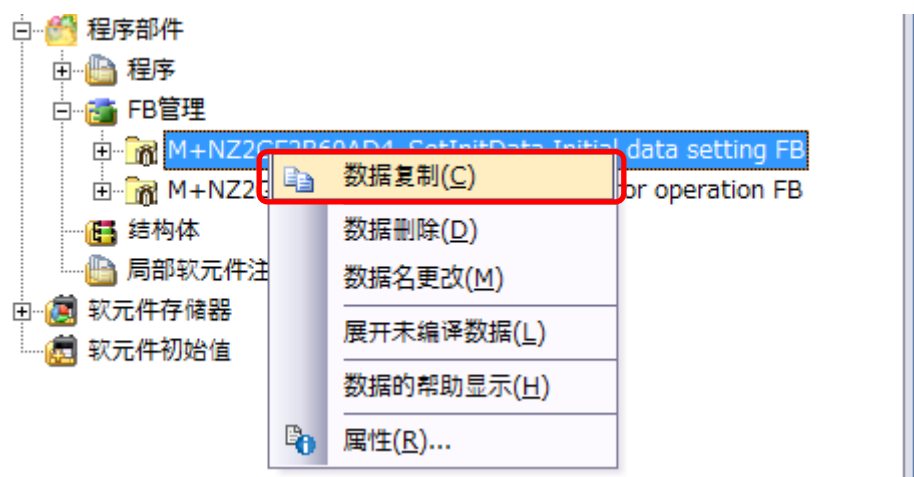 程序部件
程序
FB管理
M+NZ2GF2B60AD4_SetInitData Initial data setting FB
数据复制(C)
M+NZ2 or operation FB
数据删除(D)
结构体
局部软元件注
数据名更改(M)
软元件存储器
展开未编译数据(L)
软元件初始值
数据的帮助显示(H)
属性(R)...